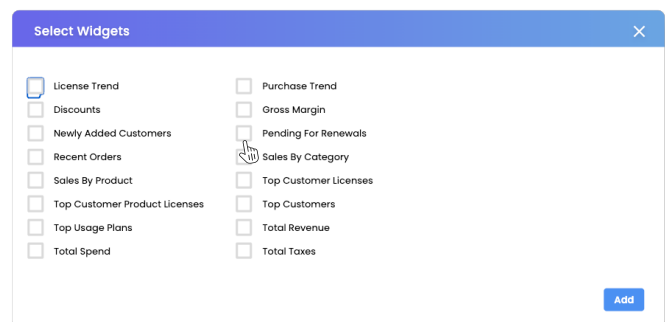 Select Widgets
License Trend
Purchase Trend
Discounts
Gross Margin
Newly Added Customers
Pending For Renewals
Recent Orders
Sales By Category
Sales By Product
Top Customer Licenses
Top Customer Product Licenses
Top Customers
Top Usage Plans
Total Revenue
Total Spend
Total Taxes
Add